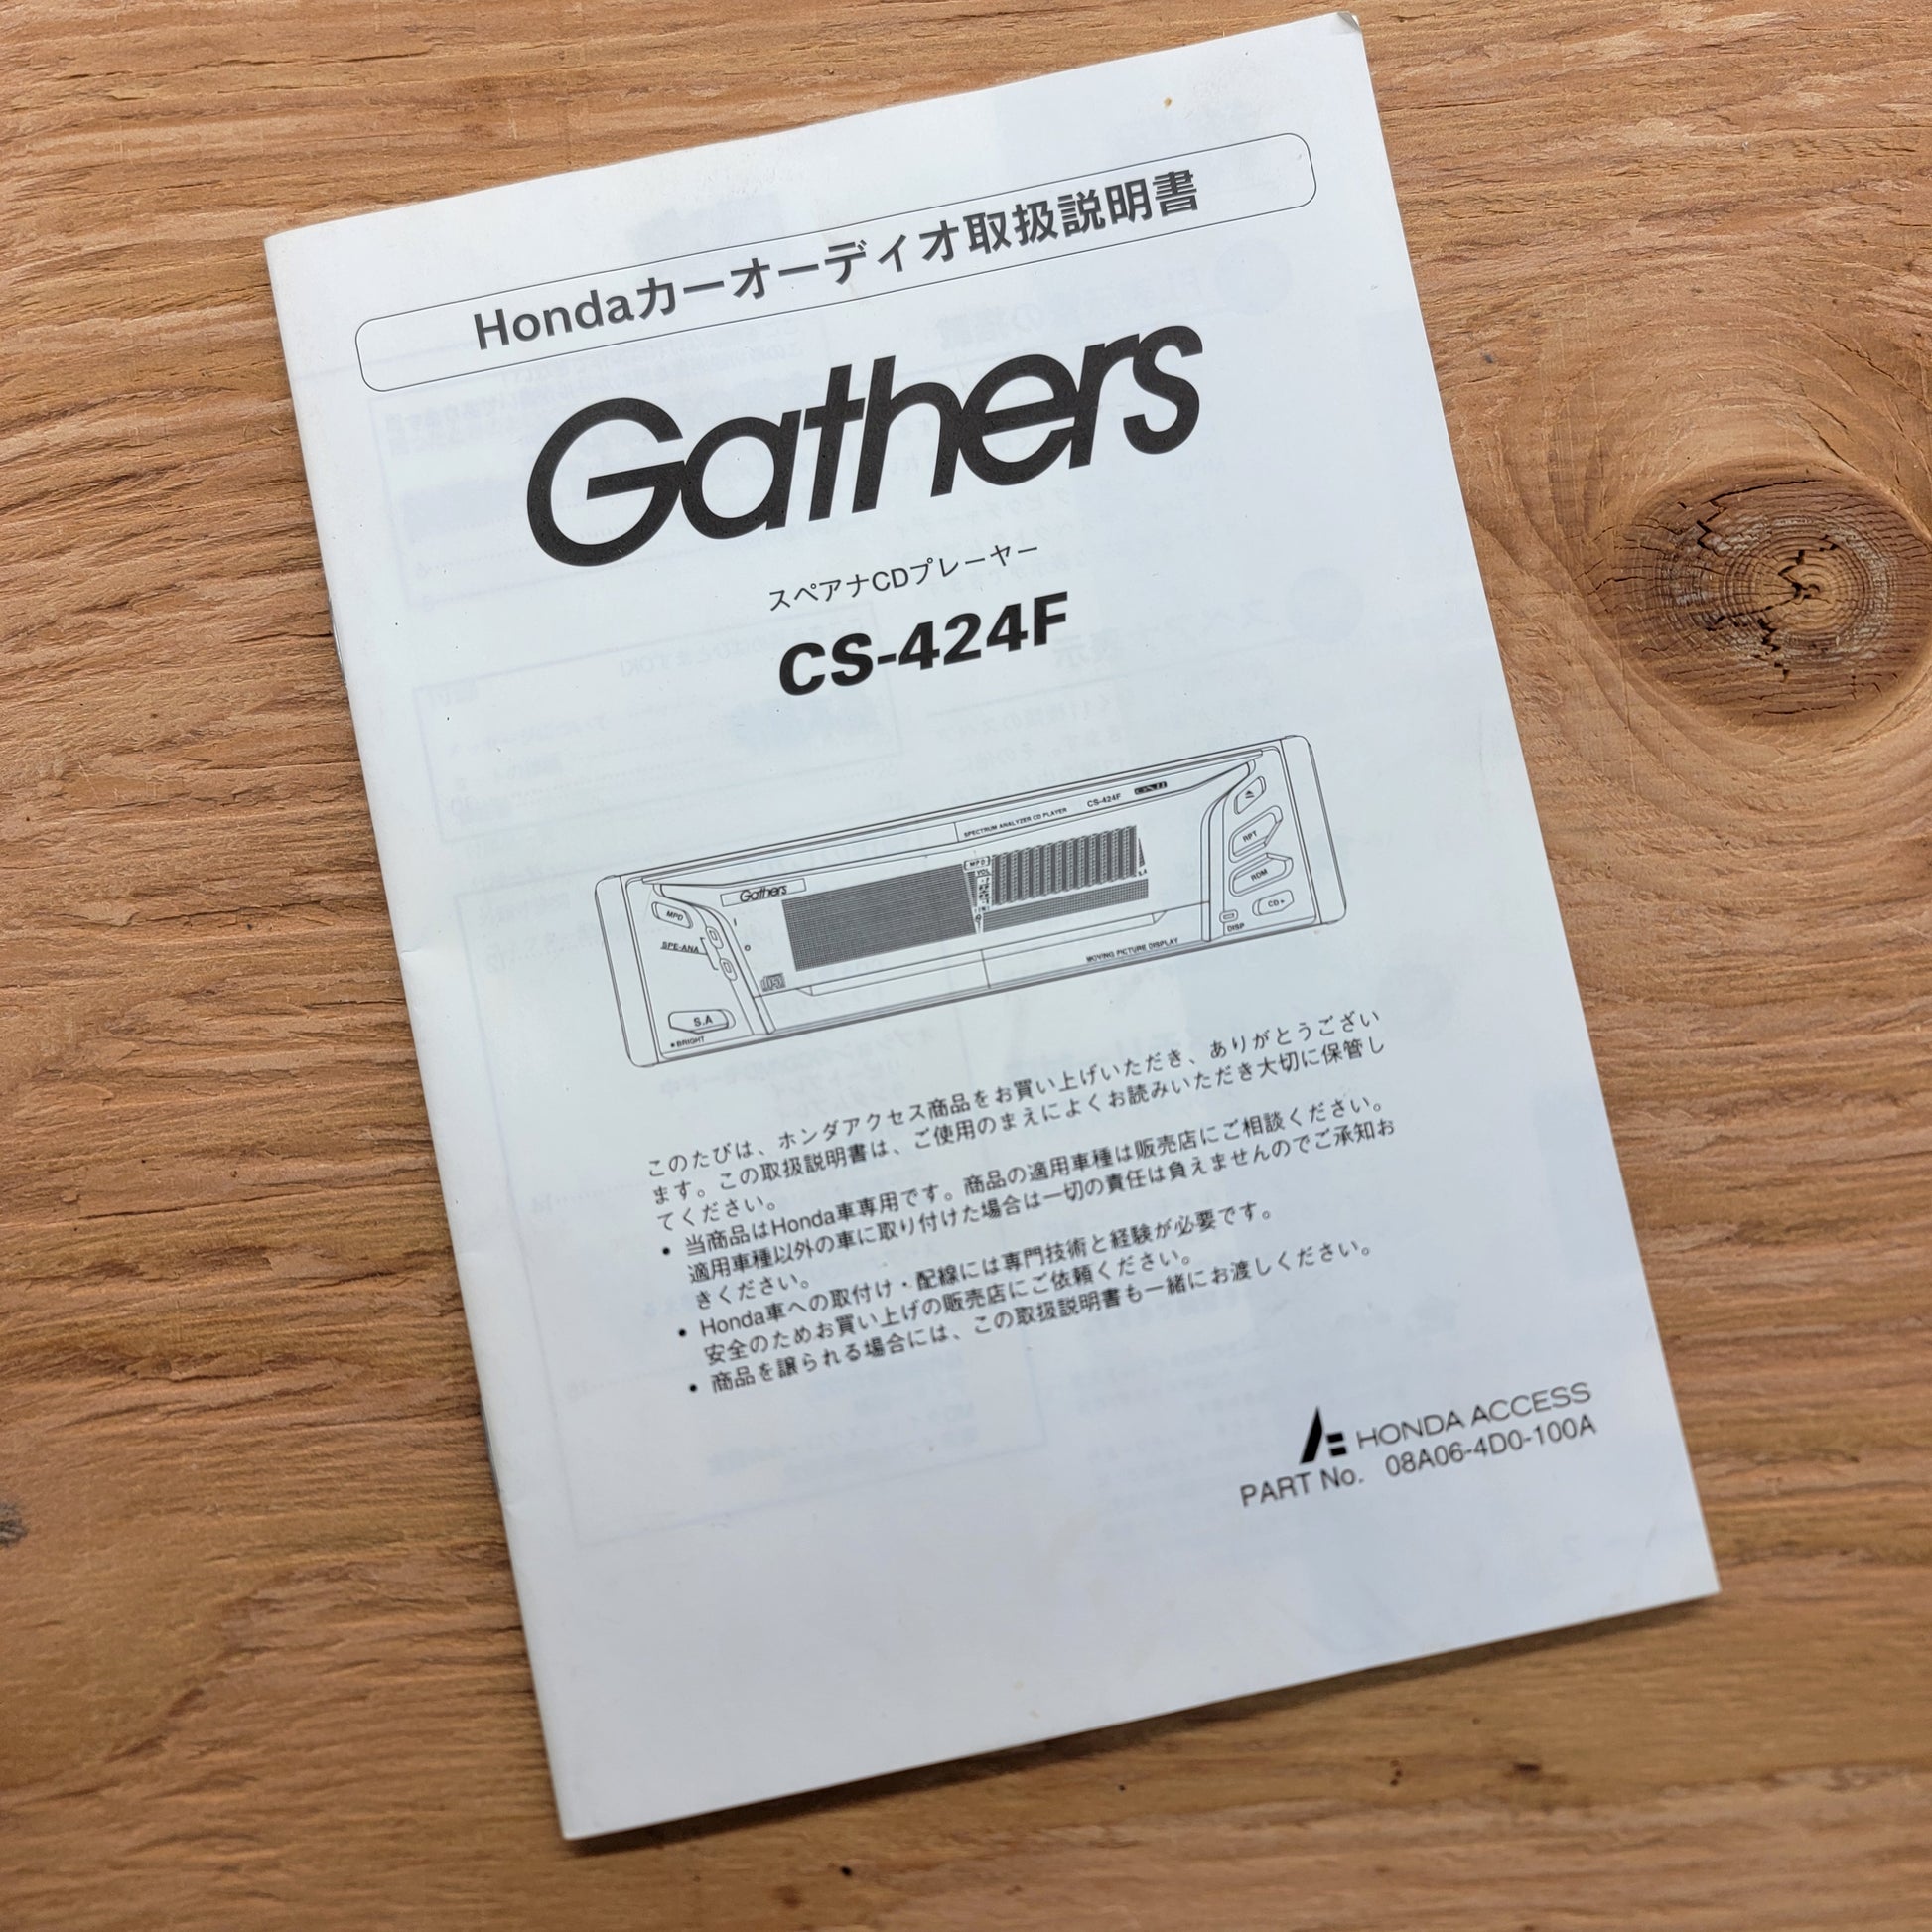 Hondaカーオーディオ取扱説明書
Gathers
スペアナCDプレーヤー
CS-424F
SPECTRUM ANALYZER CD PLAYER CS-424F
Gathers
MPD
MPD
SPE-ANA
S.A
☀BRIGHT
RPT
RDM
CD▸
DISP
MOVING PICTURE DISPLAY
このたびは、ホンダアクセス商品をお買い上げいただき、ありがとうござい
ます。この取扱説明書は、ご使用のまえによくお読みいただき大切に保管し
てください。
• 当商品はHonda車専用です。商品の適用車種は販売店にご相談ください。
適用車種以外の車に取り付けた場合は一切の責任は負えませんのでご承知お
きください。
• Honda車への取付け・配線には専門技術と経験が必要です。
安全のためお買い上げの販売店にご依頼ください。
• 商品を譲られる場合には、この取扱説明書も一緒にお渡しください。
HONDA ACCESS
PART No. 08A06-4D0-100A